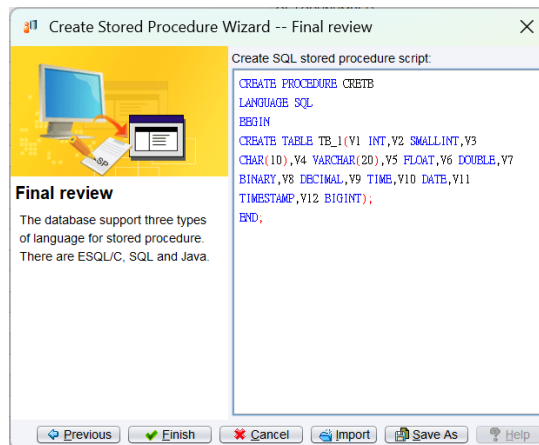 Create Stored Procedure Wizard -- Final review
Create SQL stored procedure script:
CREATE PROCEDURE CRETB
LANGUAGE SQL
BEGIN
CREATE TABLE TB_1(V1 INT,V2 SMALLINT,V3
CHAR(10),V4 VARCHAR(20),V5 FLOAT,V6 DOUBLE,V7
BINARY,V8 DECIMAL,V9 TIME,V10 DATE,V11
TIMESTAMP,V12 BIGINT);
END;
SP
Final review
The database support three types
of language for stored procedure.
There are ESQL/C, SQL and Java.
Previous Finish Cancel Import Save As Help